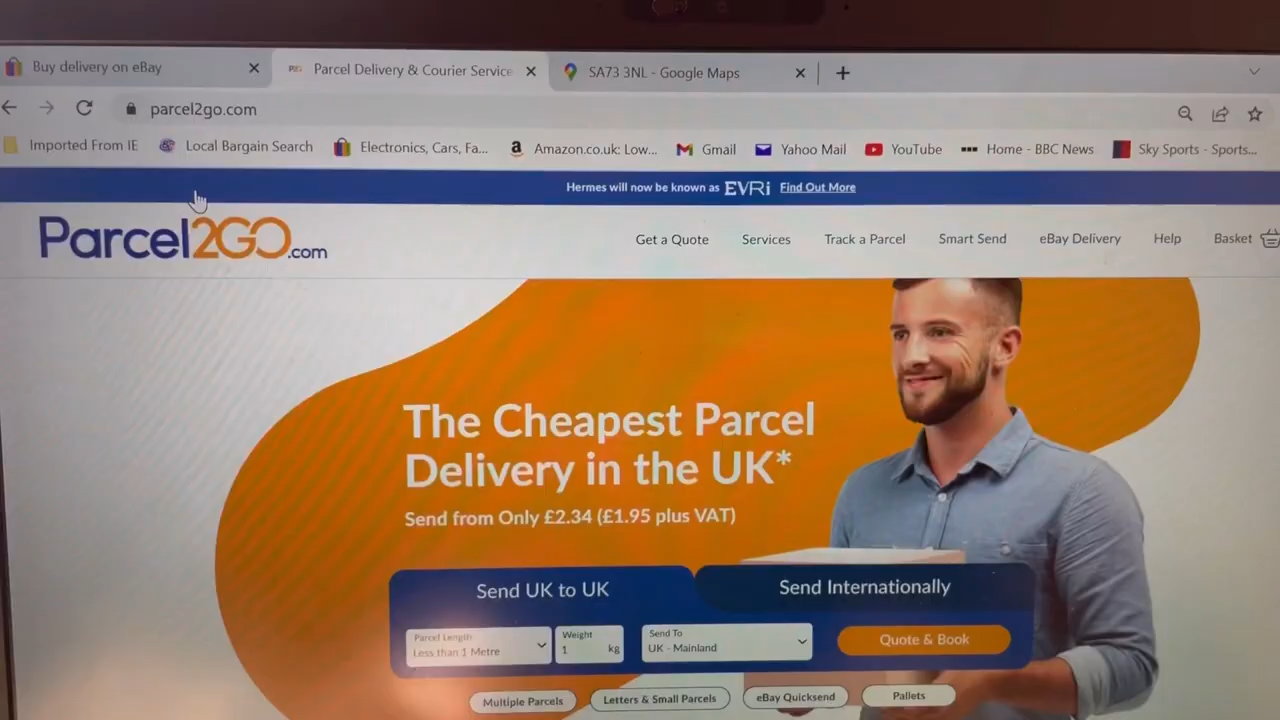 Buy delivery on eBay
Parcel Delivery & Courier Service
SA73 3NL - Google Maps
parcel2go.com
Imported From IE
Local Bargain Search
Electronics, Cars, Fa...
Amazon.co.uk: Low...
Gmail
Yahoo Mail
YouTube
Home - BBC News
Sky Sports - Sports...
Hermes will now be known as EVRi Find Out More
Parcel2GO.com
Get a Quote
Services
Track a Parcel
Smart Send
eBay Delivery
Help
Basket
The Cheapest Parcel
Delivery in the UK*
Send from Only £2.34 (£1.95 plus VAT)
Send UK to UK
Send Internationally
Parcel Length
Less than 1 Metre
Weight
1 kg
Send To
UK - Mainland
Quote & Book
Multiple Parcels
Letters & Small Parcels
eBay Quicksend
Pallets